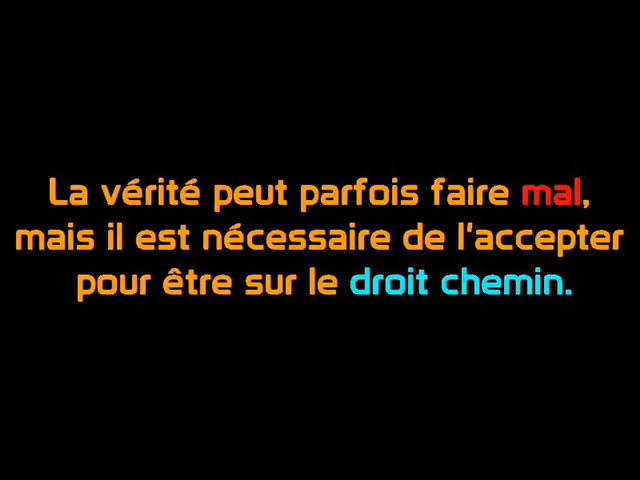 La vérité peut parfois faire mal,
mais il est nécessaire de l'accepter
pour être sur le droit chemin.